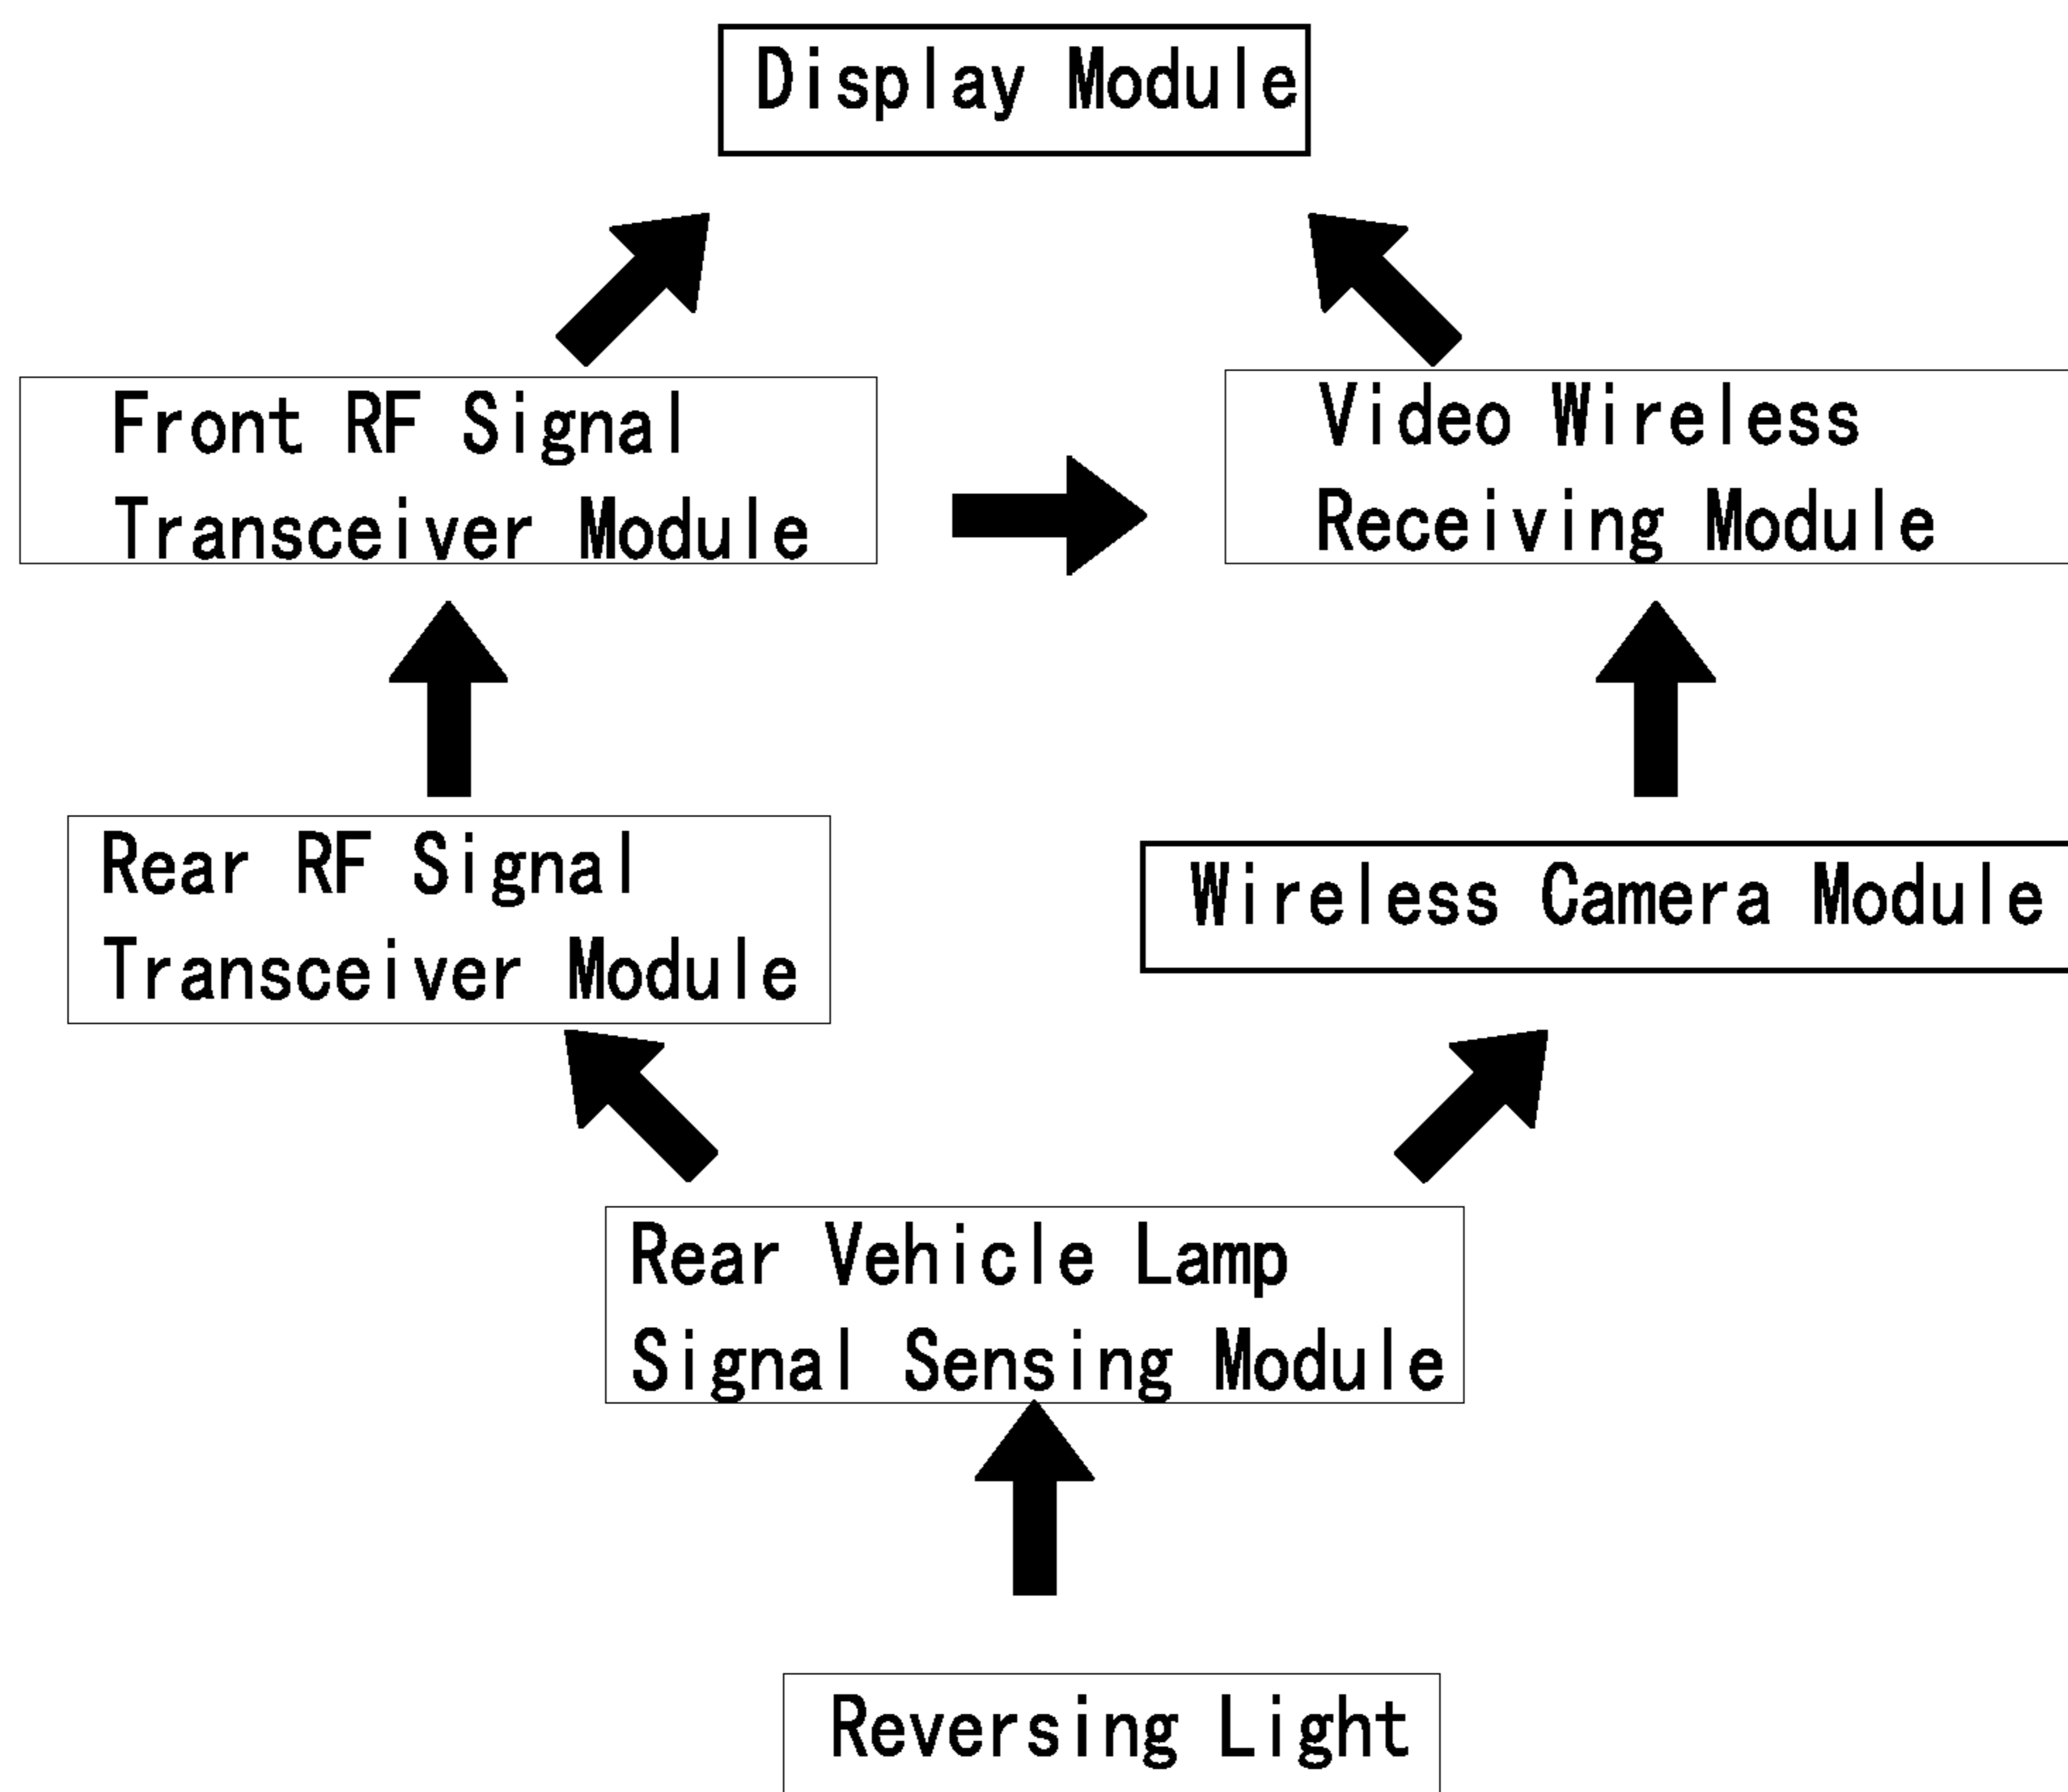 Display Module
Front RF Signal
Transceiver Module
Video Wireless
Receiving Module
Rear RF Signal
Transceiver Module
Wireless Camera Module
Rear Vehicle Lamp
Signal Sensing Module
Reversing Light